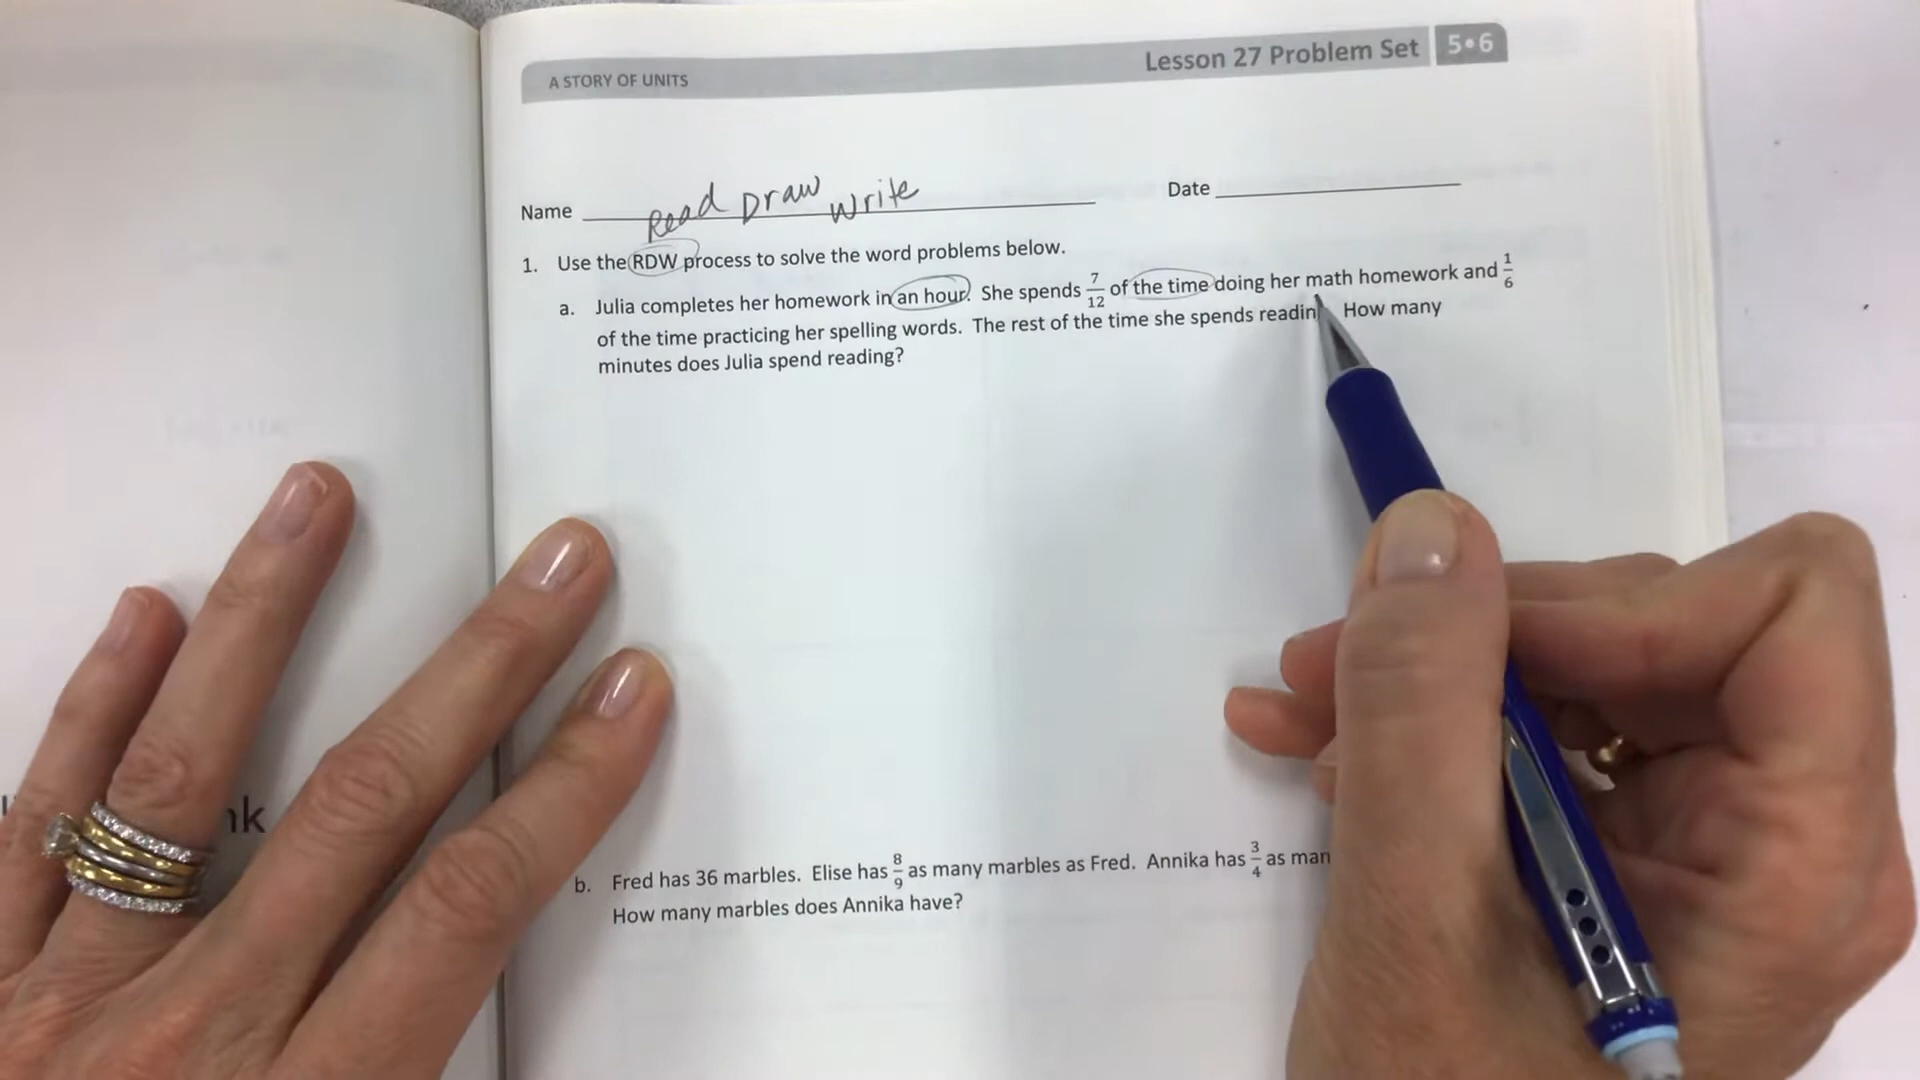 A STORY OF UNITS Lesson 27 Problem Set 5•6
Name Read Draw Write Date
1. Use the RDW process to solve the word problems below.
a. Julia completes her homework in an hour. She spends 7/12 of the time doing her math homework and 1/6
of the time practicing her spelling words. The rest of the time she spends readin How many
minutes does Julia spend reading?
nk
b. Fred has 36 marbles. Elise has 8/9 as many marbles as Fred. Annika has 3/4 as man
How many marbles does Annika have?